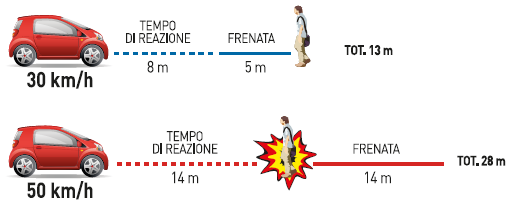 TEMPO
DI REAZIONE
FRENATA
8 m
5 m
TOT. 13 m
30 km/h
TEMPO
DI REAZIONE
FRENATA
14 m
14 m
TOT. 28 m
50 km/h